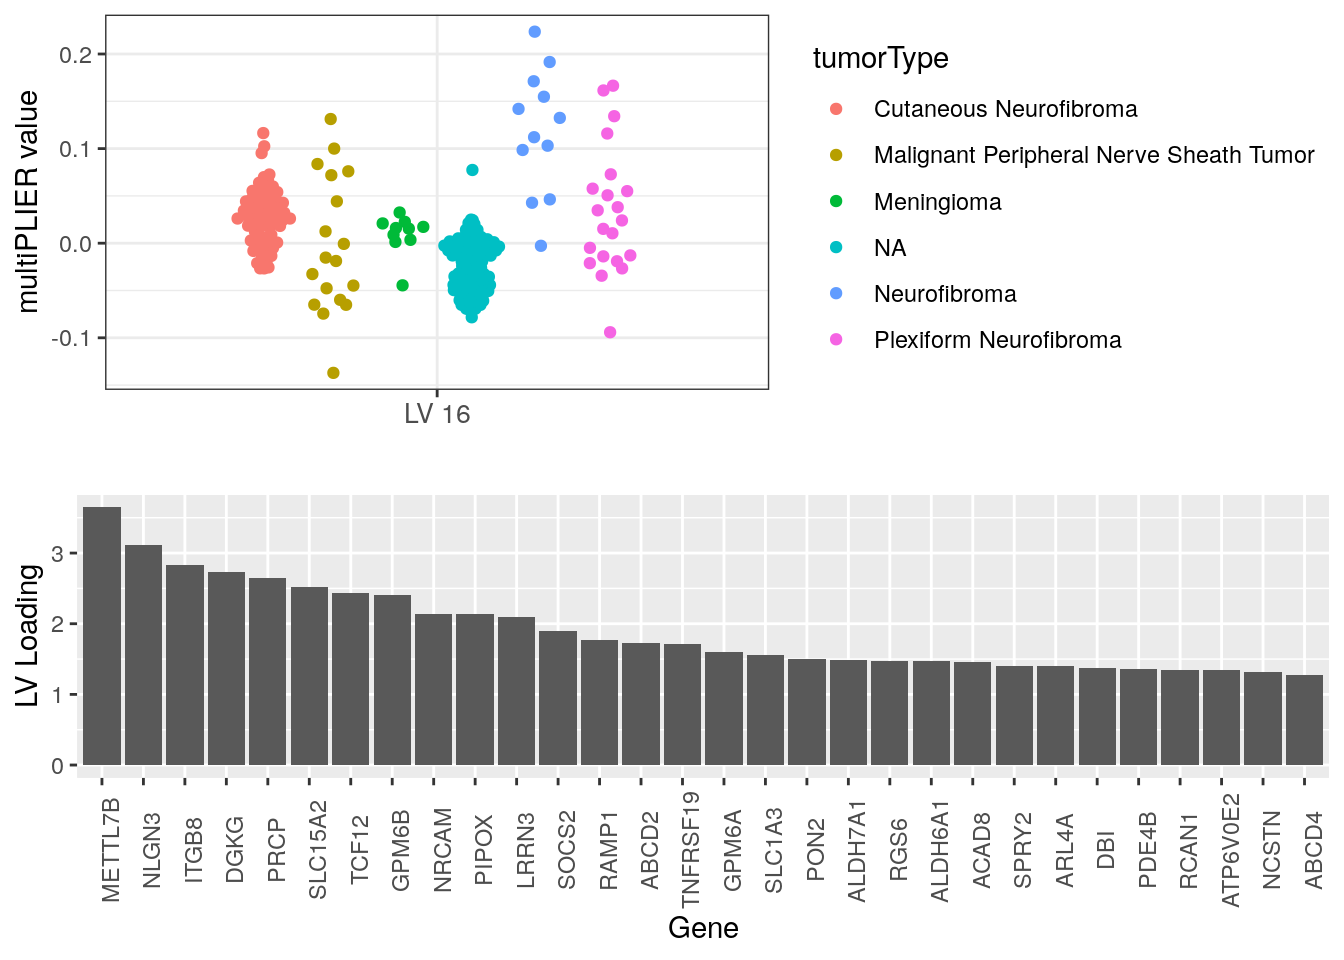 multiPLIER value
0.2
0.1
0.0
-0.1
LV 16
tumorType
Cutaneous Neurofibroma
Malignant Peripheral Nerve Sheath Tumor
Meningioma
NA
Neurofibroma
Plexiform Neurofibroma
LV Loading
3
2
1
0
METTL7B
NLGN3
ITGB8
DGKG
PRCP
SLC15A2
TCF12
GPM6B
NRCAM
PIPOX
LRRN3
SOCS2
RAMP1
ABCD2
TNFRSF19
GPM6A
SLC1A3
PON2
ALDH7A1
RGS6
ALDH6A1
ACAD8
SPRY2
ARL4A
DBI
PDE4B
RCAN1
ATP6V0E2
NCSTN
ABCD4
Gene